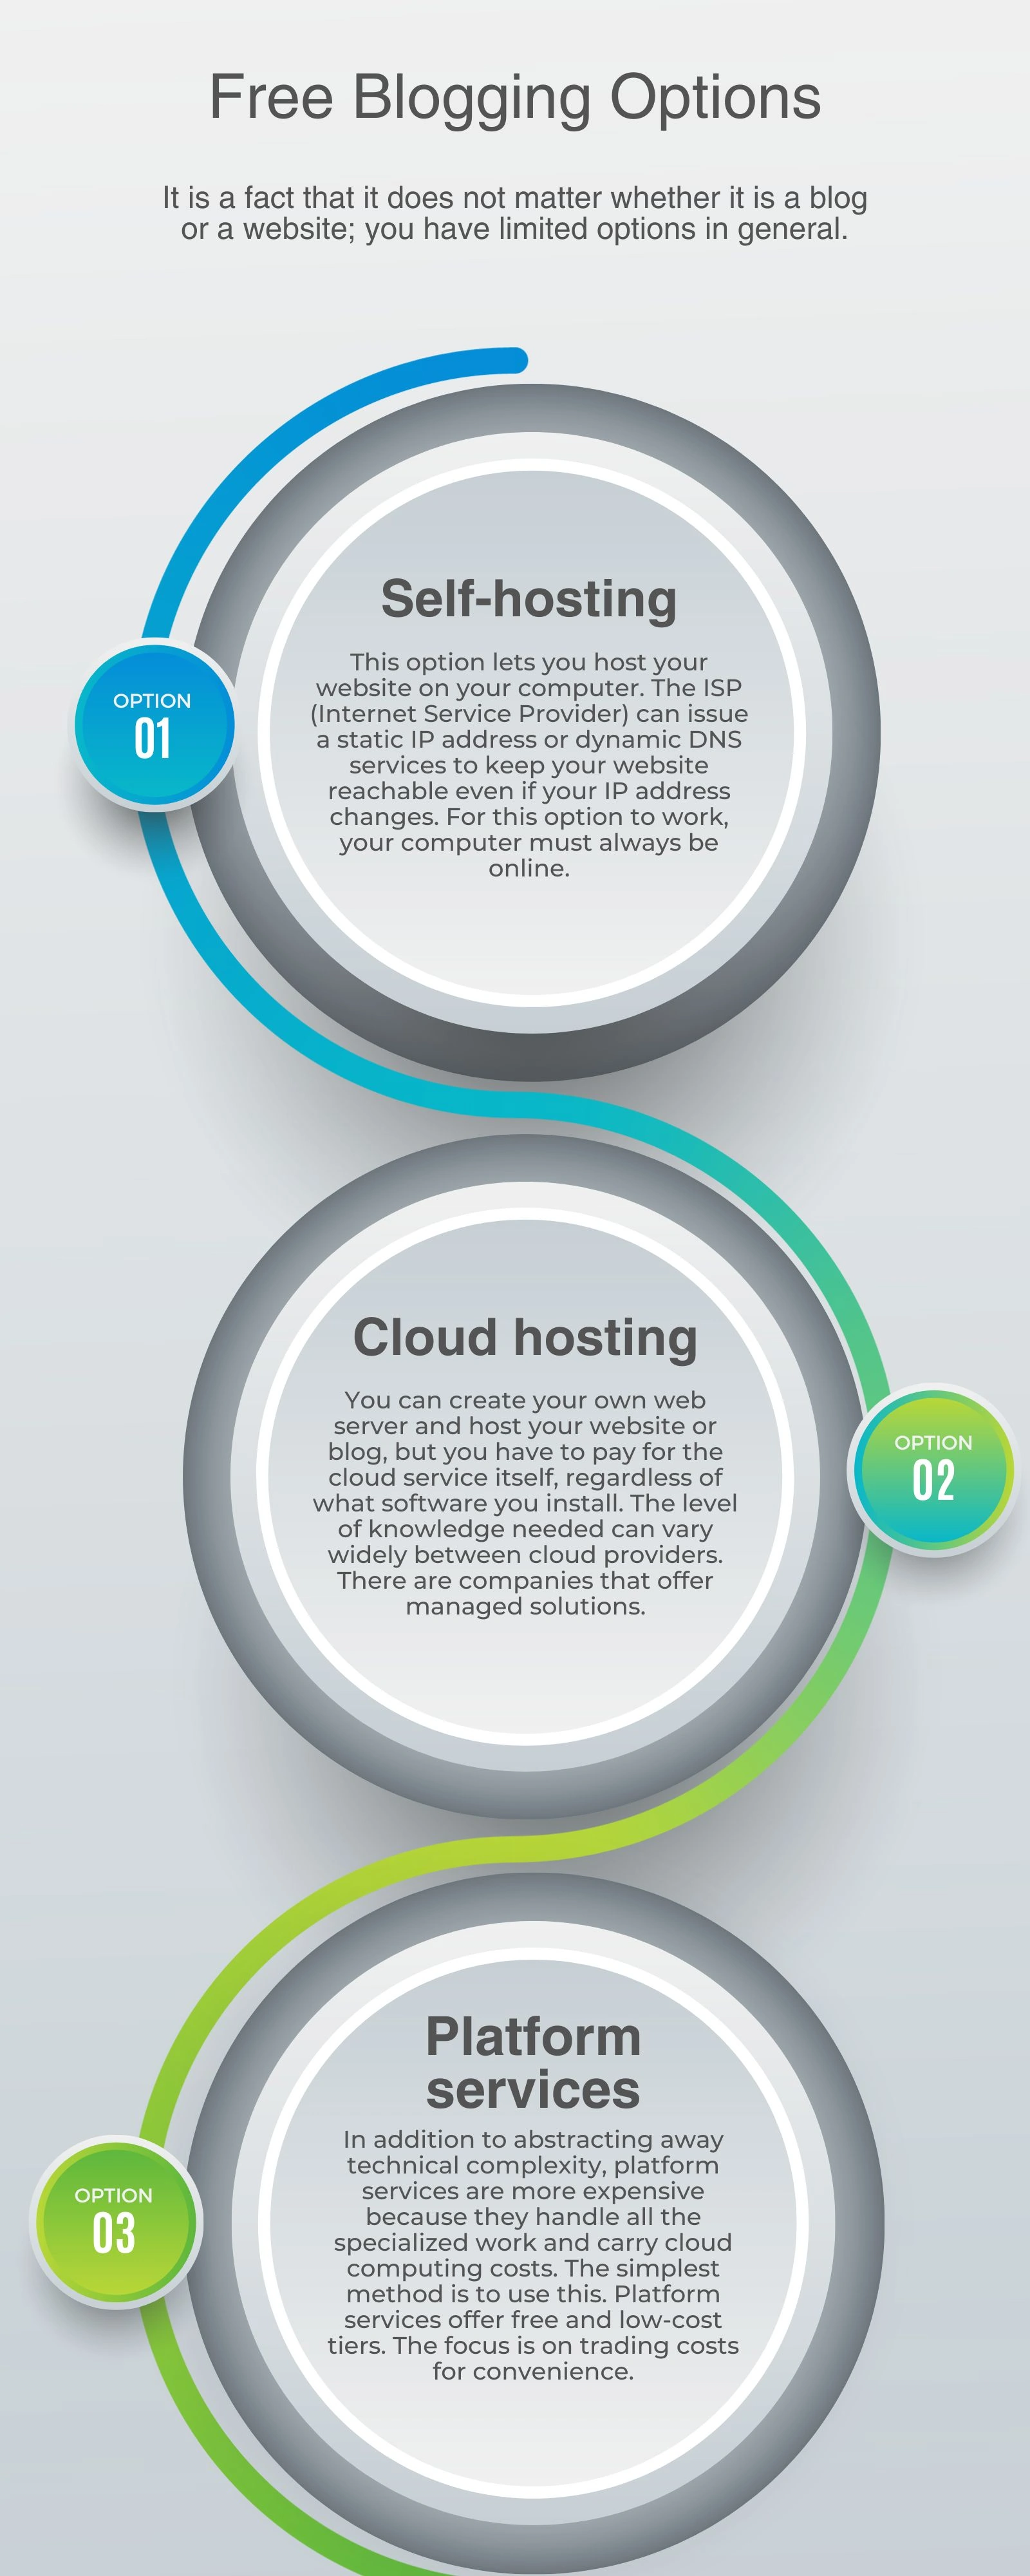 Free Blogging Options
It is a fact that it does not matter whether it is a blog
or a website; you have limited options in general.
Self-hosting
This option lets you host your
website on your computer. The ISP
(Internet Service Provider) can issue
a static IP address or dynamic DNS
services to keep your website
reachable even if your IP address
changes. For this option to work,
your computer must always be
online.
OPTION
01
Cloud hosting
You can create your own web
server and host your website or
blog, but you have to pay for the
cloud service itself, regardless of
what software you install. The level
of knowledge needed can vary
widely between cloud providers.
There are companies that offer
managed solutions.
OPTION
02
Platform
services
In addition to abstracting away
technical complexity, platform
services are more expensive
because they handle all the
specialized work and carry cloud
computing costs. The simplest
method is to use this. Platform
services offer free and low-cost
tiers. The focus is on trading costs
for convenience.
OPTION
03